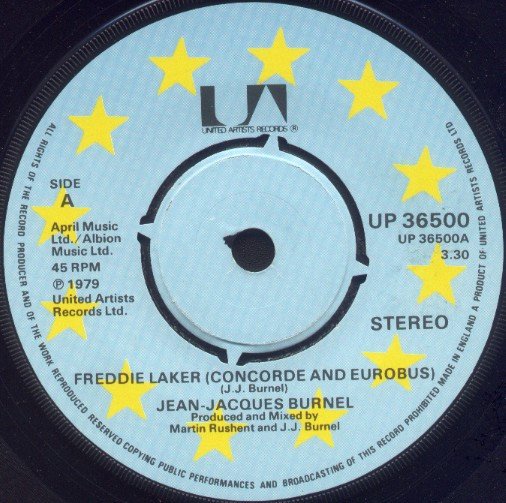 UA
UNITED ARTISTS RECORDS ®
SIDE
A
April Music
Ltd./Albion
Music Ltd.
45 RPM
℗ 1979
United Artists
Records Ltd.
UP 36500
UP 36500A
3.30
STEREO
FREDDIE LAKER (CONCORDE AND EUROBUS)
(J.J. Burnel)
JEAN-JACQUES BURNEL
Produced and Mixed by
Martin Rushent and J.J. Burnel
ALL RIGHTS OF THE RECORD PRODUCER AND OF THE OWNER OF THE WORK REPRODUCED RESERVED COPYING PUBLIC PERFORMANCES AND BROADCASTING OF THIS RECORD PROHIBITED MADE IN ENGLAND A PRODUCT OF UNITED ARTISTS RECORDS LTD